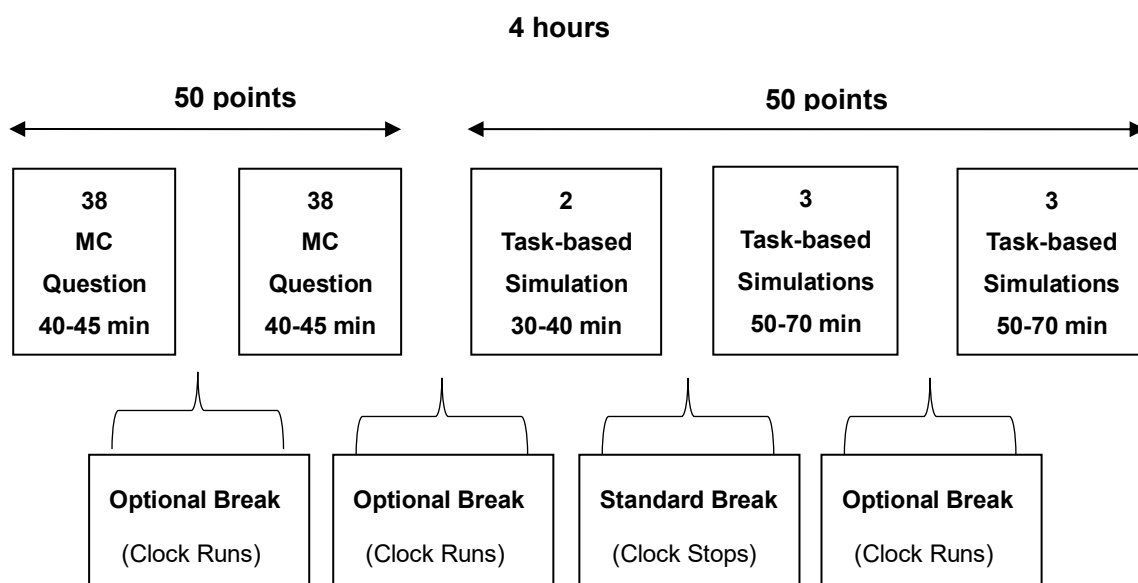 4 hours
50 points
50 points
38
MC
Question
40-45 min
38
MC
Question
40-45 min
2
Task-based
Simulation
30-40 min
3
Task-based
Simulations
50-70 min
3
Task-based
Simulations
50-70 min
Optional Break
(Clock Runs)
Optional Break
(Clock Runs)
Standard Break
(Clock Stops)
Optional Break
(Clock Runs)